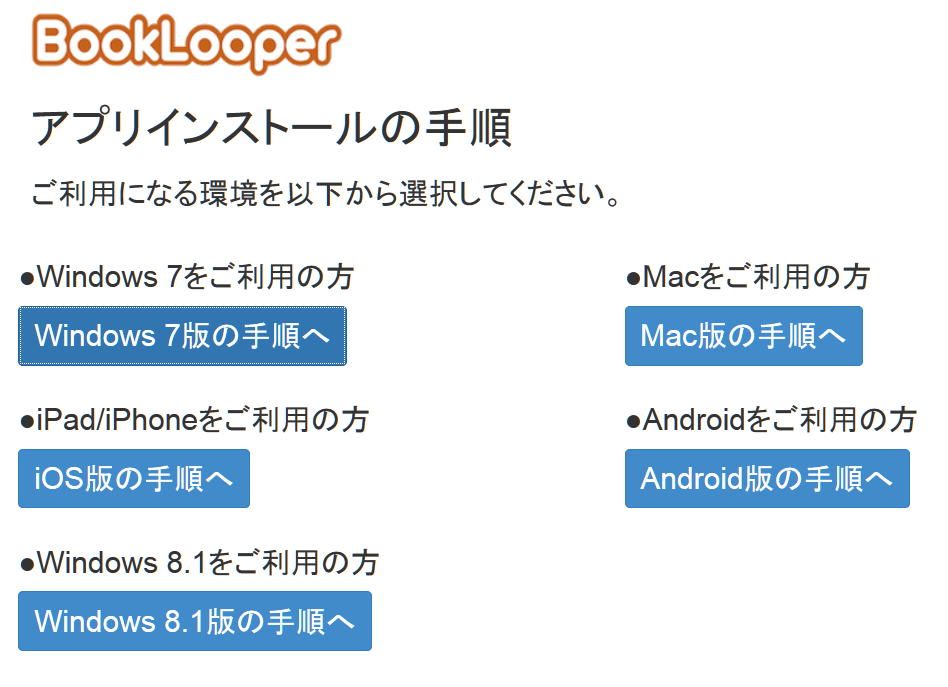 BookLooper
アプリインストールの手順
ご利用になる環境を以下から選択してください。
●Windows 7をご利用の方
Windows 7版の手順へ
●Macをご利用の方
Mac版の手順へ
●iPad/iPhoneをご利用の方
iOS版の手順へ
●Androidをご利用の方
Android版の手順へ
●Windows 8.1をご利用の方
Windows 8.1版の手順へ